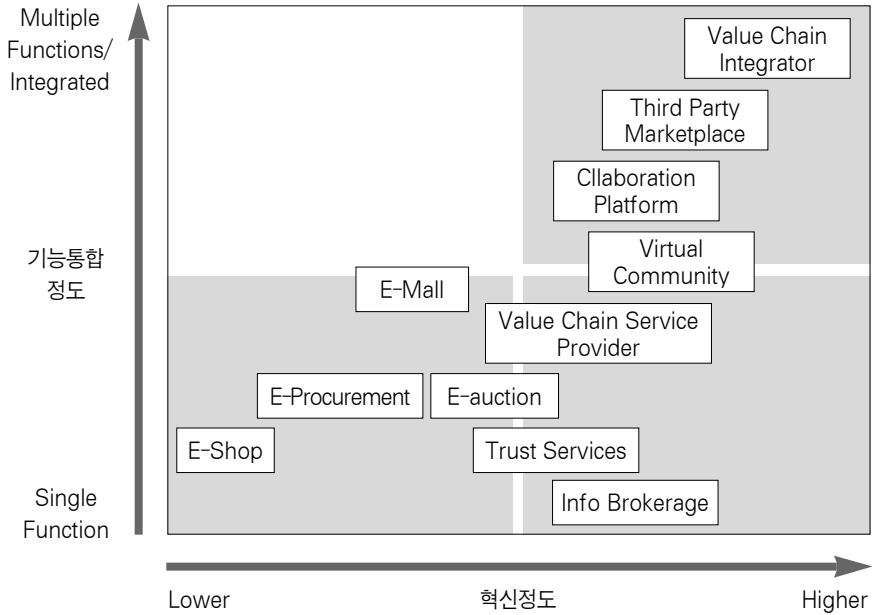 Multiple
Functions/
Integrated
Value Chain
Integrator
Third Party
Marketplace
Cllaboration
Platform
기능통합
정도
Virtual
Community
E-Mall
Value Chain Service
Provider
E-Procurement
E-auction
E-Shop
Trust Services
Single
Function
Info Brokerage
Lower
혁신정도
Higher